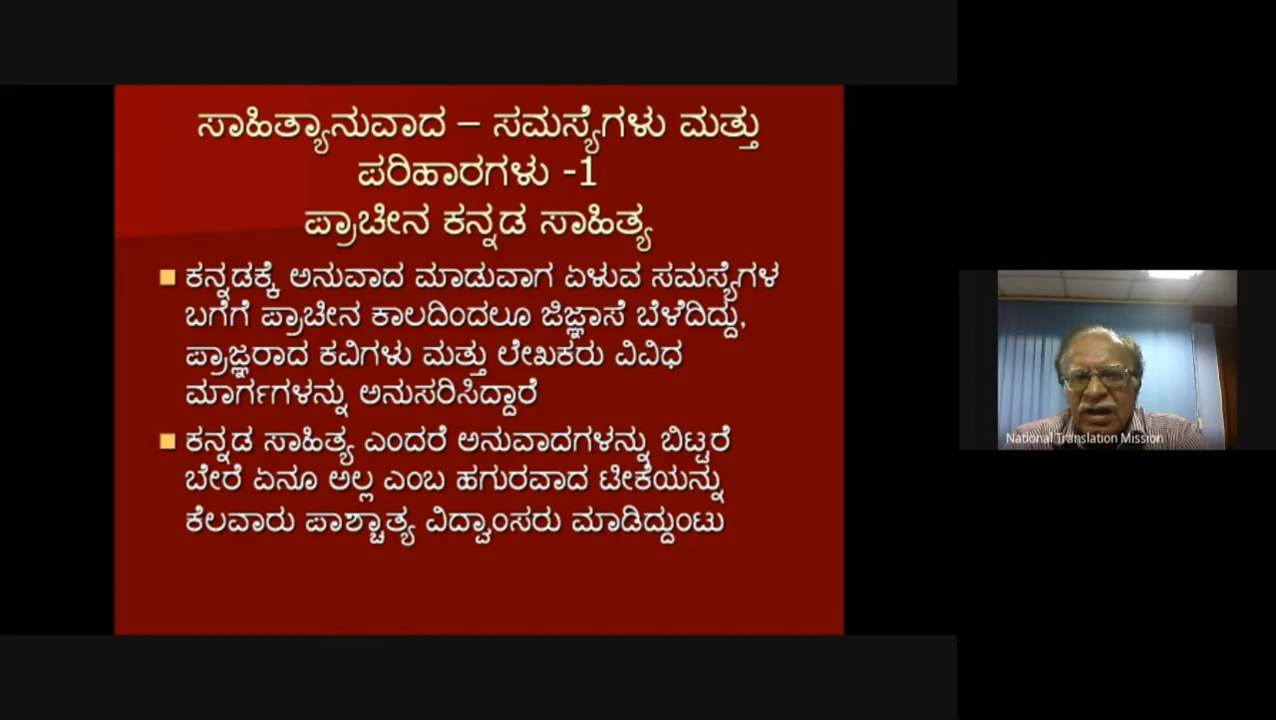 ಸಾಹಿತ್ಯಾನುವಾದ – ಸಮಸ್ಯೆಗಳು ಮತ್ತು
ಪರಿಹಾರಗಳು -1
ಪ್ರಾಚೀನ ಕನ್ನಡ ಸಾಹಿತ್ಯ
ಕನ್ನಡಕ್ಕೆ ಅನುವಾದ ಮಾಡುವಾಗ ಏಳುವ ಸಮಸ್ಯೆಗಳ
ಬಗೆಗೆ ಪ್ರಾಚೀನ ಕಾಲದಿಂದಲೂ ಜಿಜ್ಞಾಸೆ ಬೆಳೆದಿದ್ದು,
ಪ್ರಾಜ್ಞರಾದ ಕವಿಗಳು ಮತ್ತು ಲೇಖಕರು ವಿವಿಧ
ಮಾರ್ಗಗಳನ್ನು ಅನುಸರಿಸಿದ್ದಾರೆ
ಕನ್ನಡ ಸಾಹಿತ್ಯ ಎಂದರೆ ಅನುವಾದಗಳನ್ನು ಬಿಟ್ಟರೆ
ಬೇರೆ ಏನೂ ಅಲ್ಲ ಎಂಬ ಹಗುರವಾದ ಟೀಕೆಯನ್ನು
ಕೆಲವಾರು ಪಾಶ್ಚಾತ್ಯ ವಿದ್ವಾಂಸರು ಮಾಡಿದ್ದುಂಟು
National Translation Mission